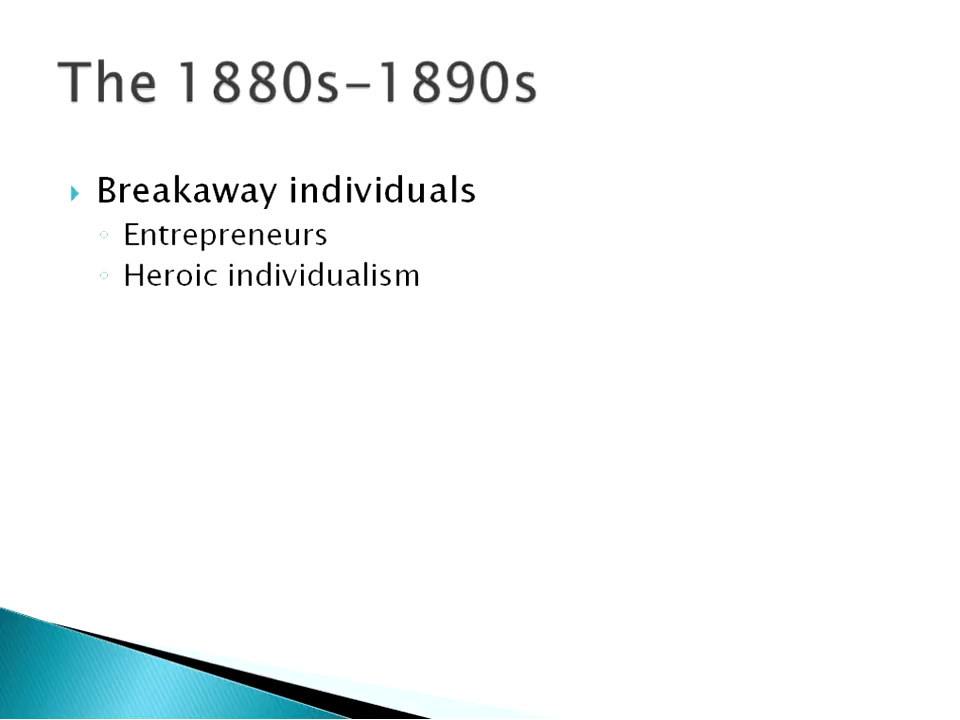 The 1880s-1890s
Breakaway individuals
Entrepreneurs
Heroic individualism